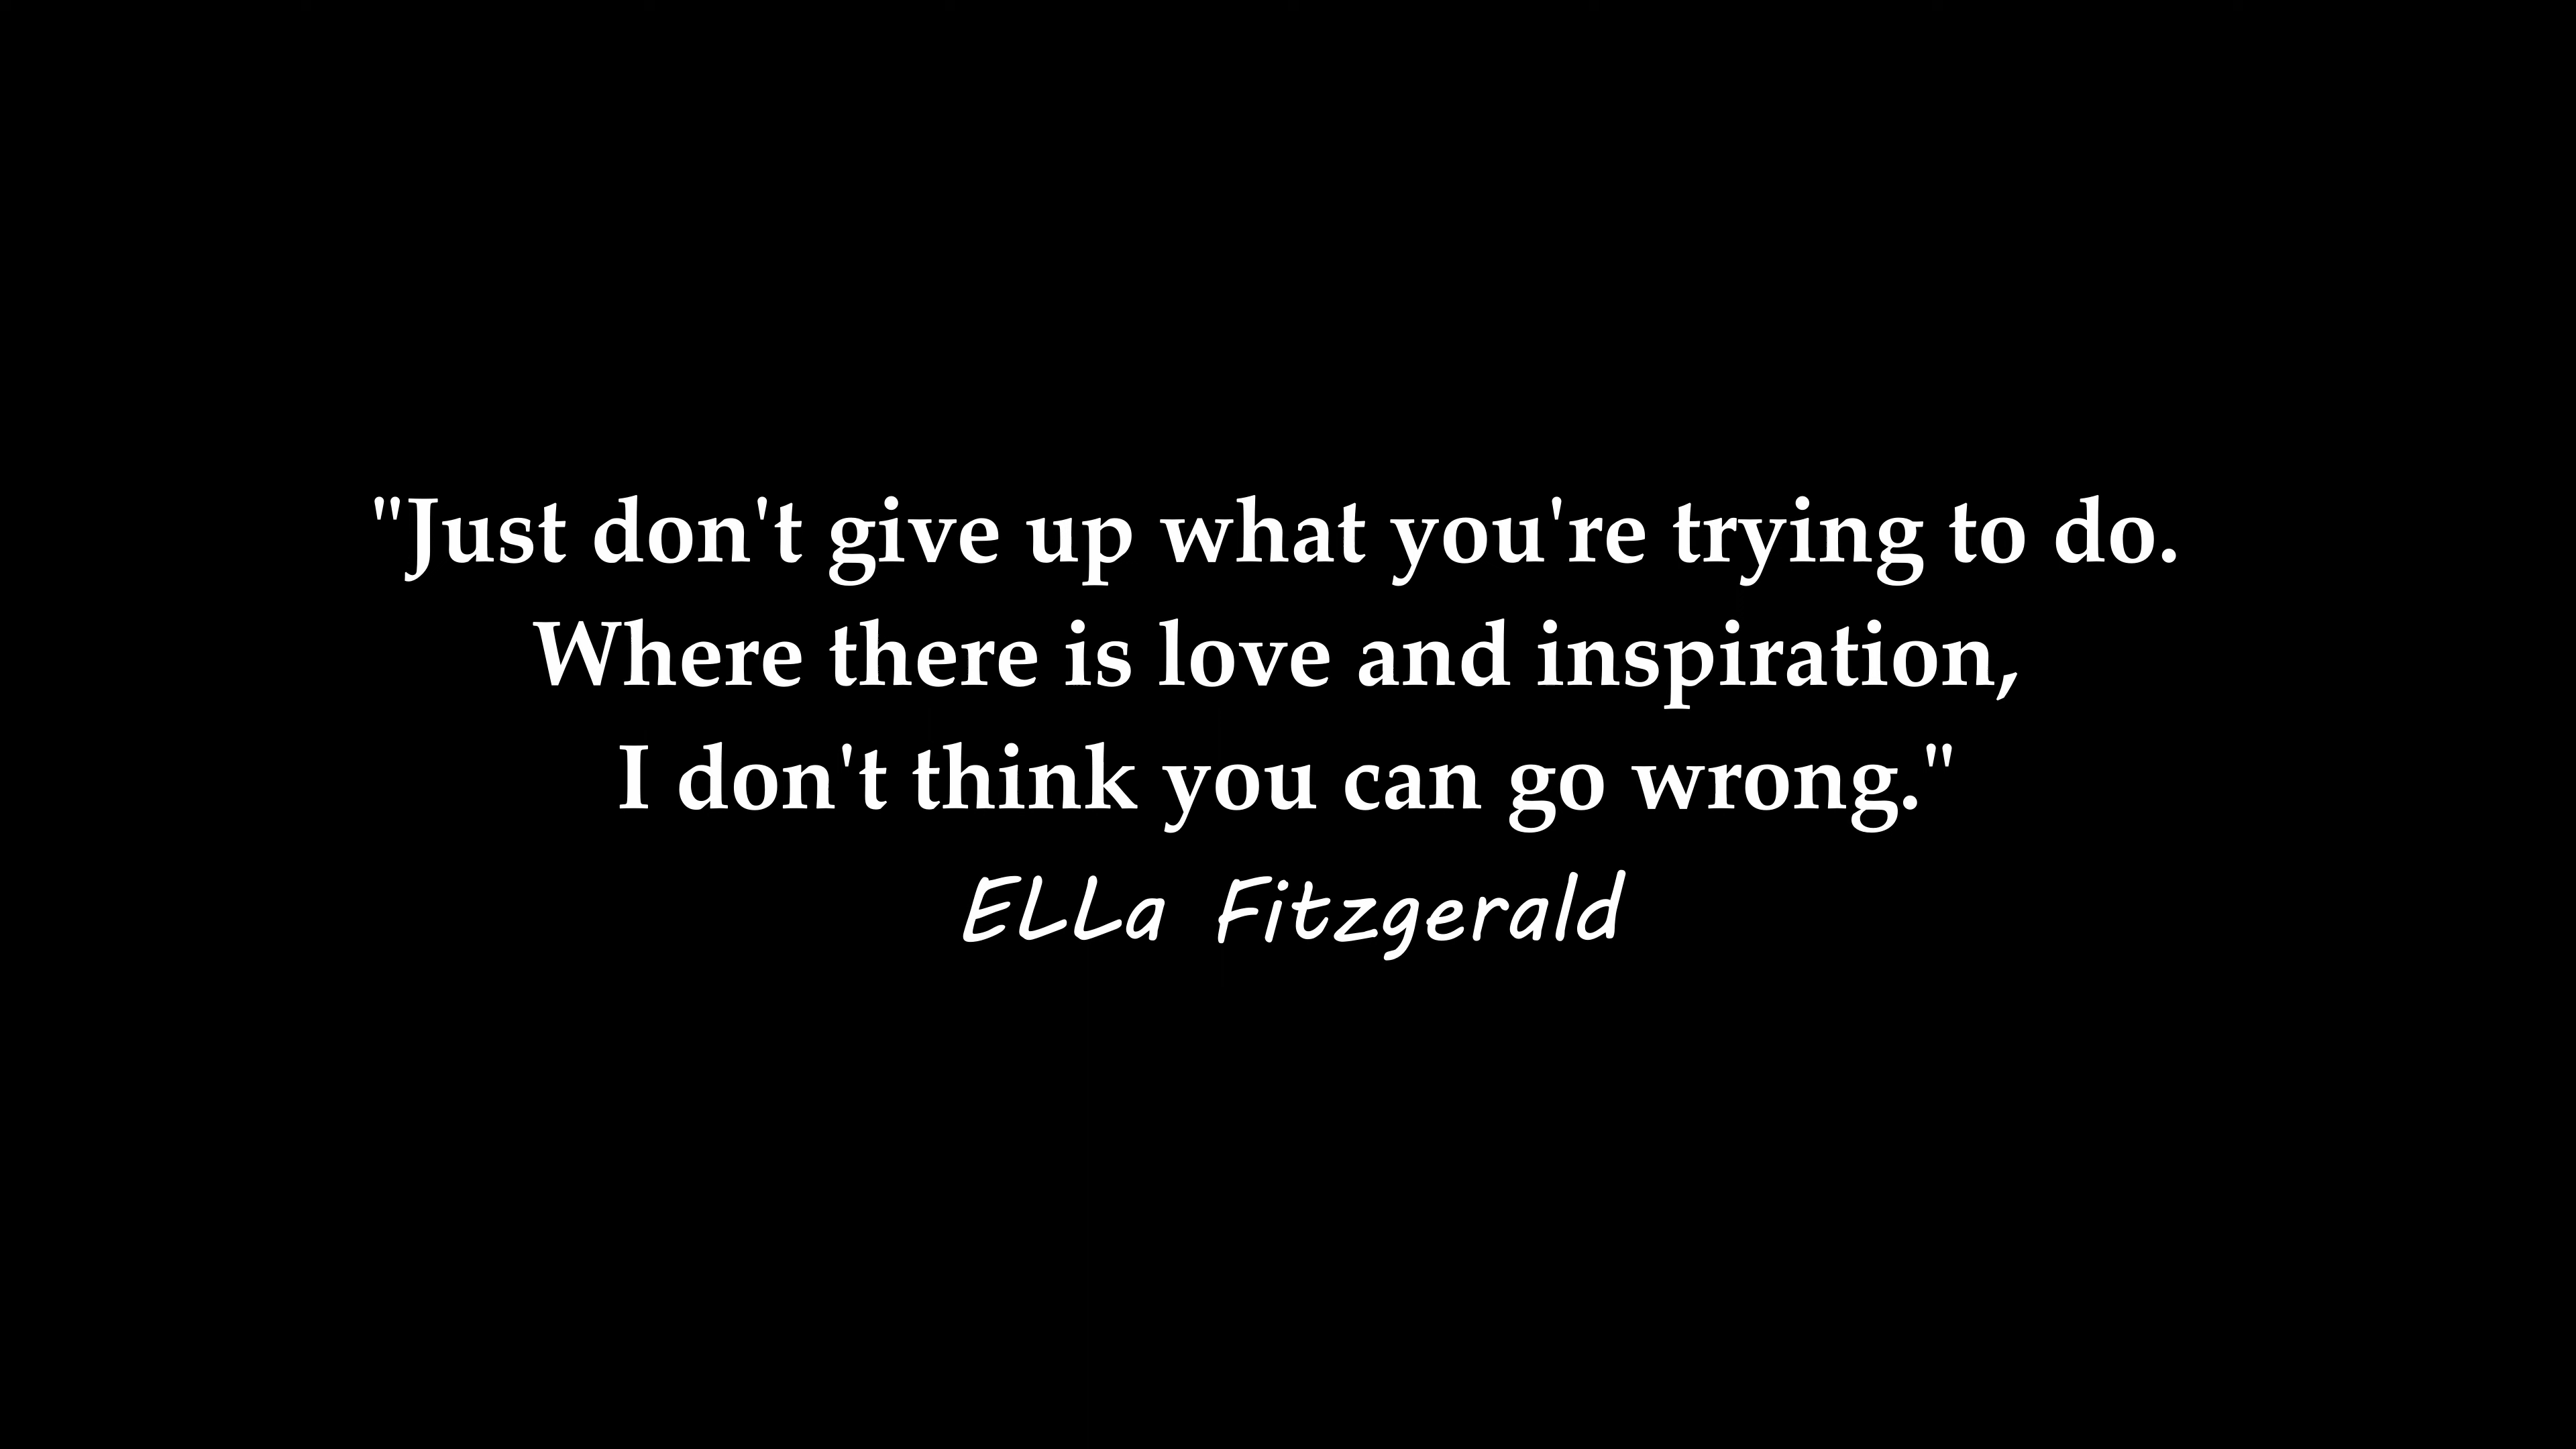 "Just don't give up what you're trying to do.
Where there is love and inspiration,
I don't think you can go wrong."
ELLa Fitzgerald